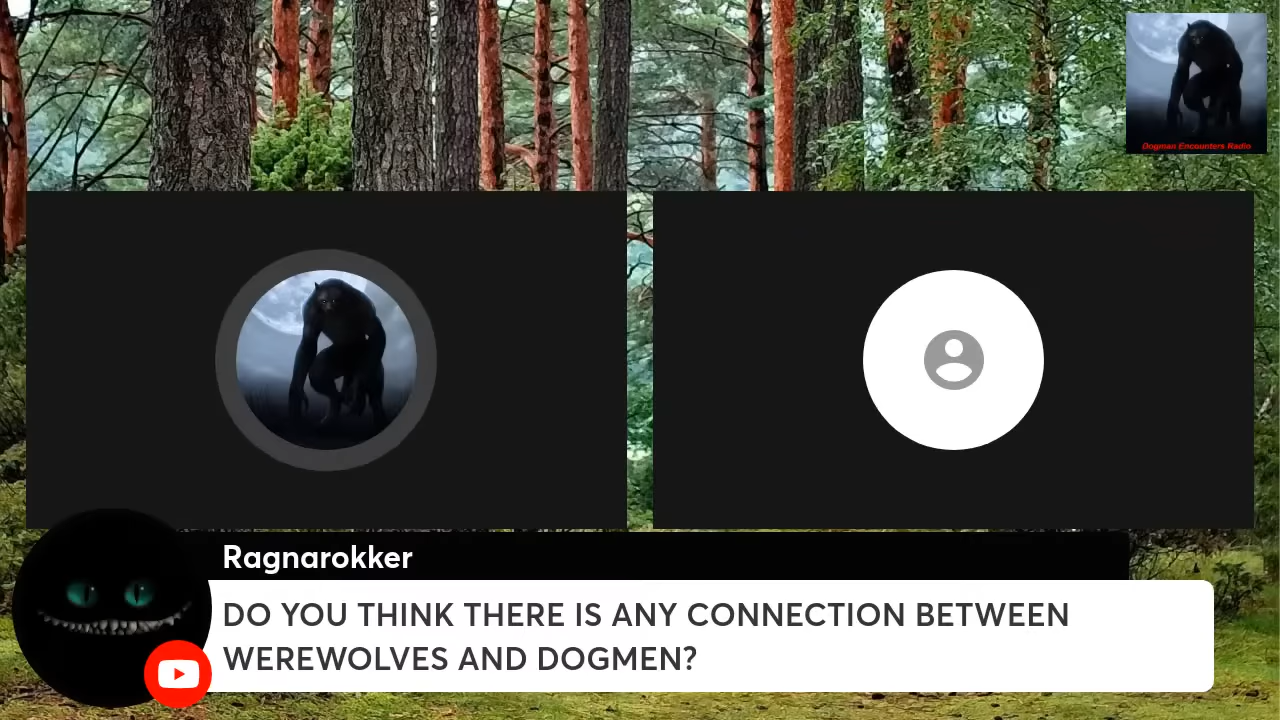 Dogman Encounters Radio
Ragnarokker
DO YOU THINK THERE IS ANY CONNECTION BETWEEN
WEREWOLVES AND DOGMEN?